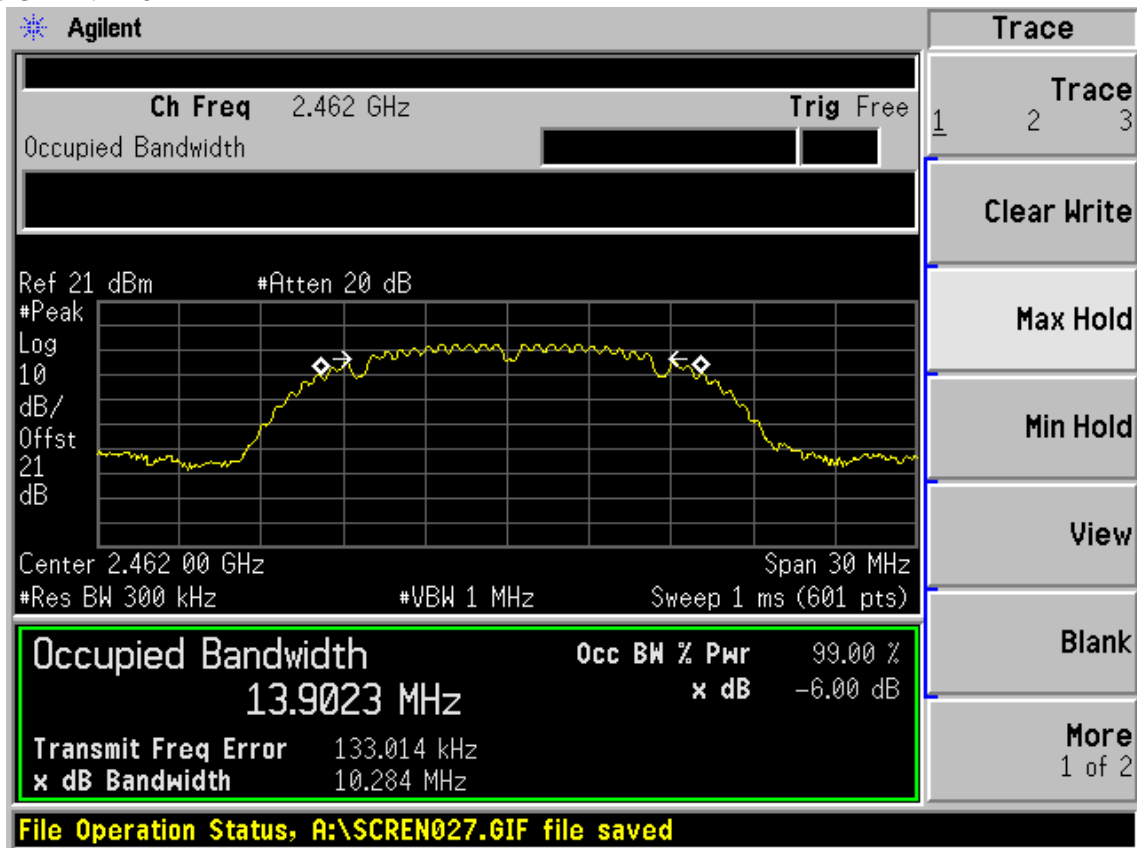 Agilent
Trace
Ch Freq 2.462 GHz Trig Free
Occupied Bandwidth
Trace
1 2 3
Clear Write
Max Hold
Min Hold
View
Blank
More
1 of 2
Ref 21 dBm #Atten 20 dB
#Peak
Log
10
dB/
Offst
21
dB
Center 2.462 00 GHz Span 30 MHz
#Res BW 300 kHz #VBW 1 MHz Sweep 1 ms (601 pts)
Occupied Bandwidth Occ BW % Pwr 99.00 %
13.9023 MHz x dB -6.00 dB
Transmit Freq Error 133.014 kHz
x dB Bandwidth 10.284 MHz
File Operation Status, A:\SCREN027.GIF file saved